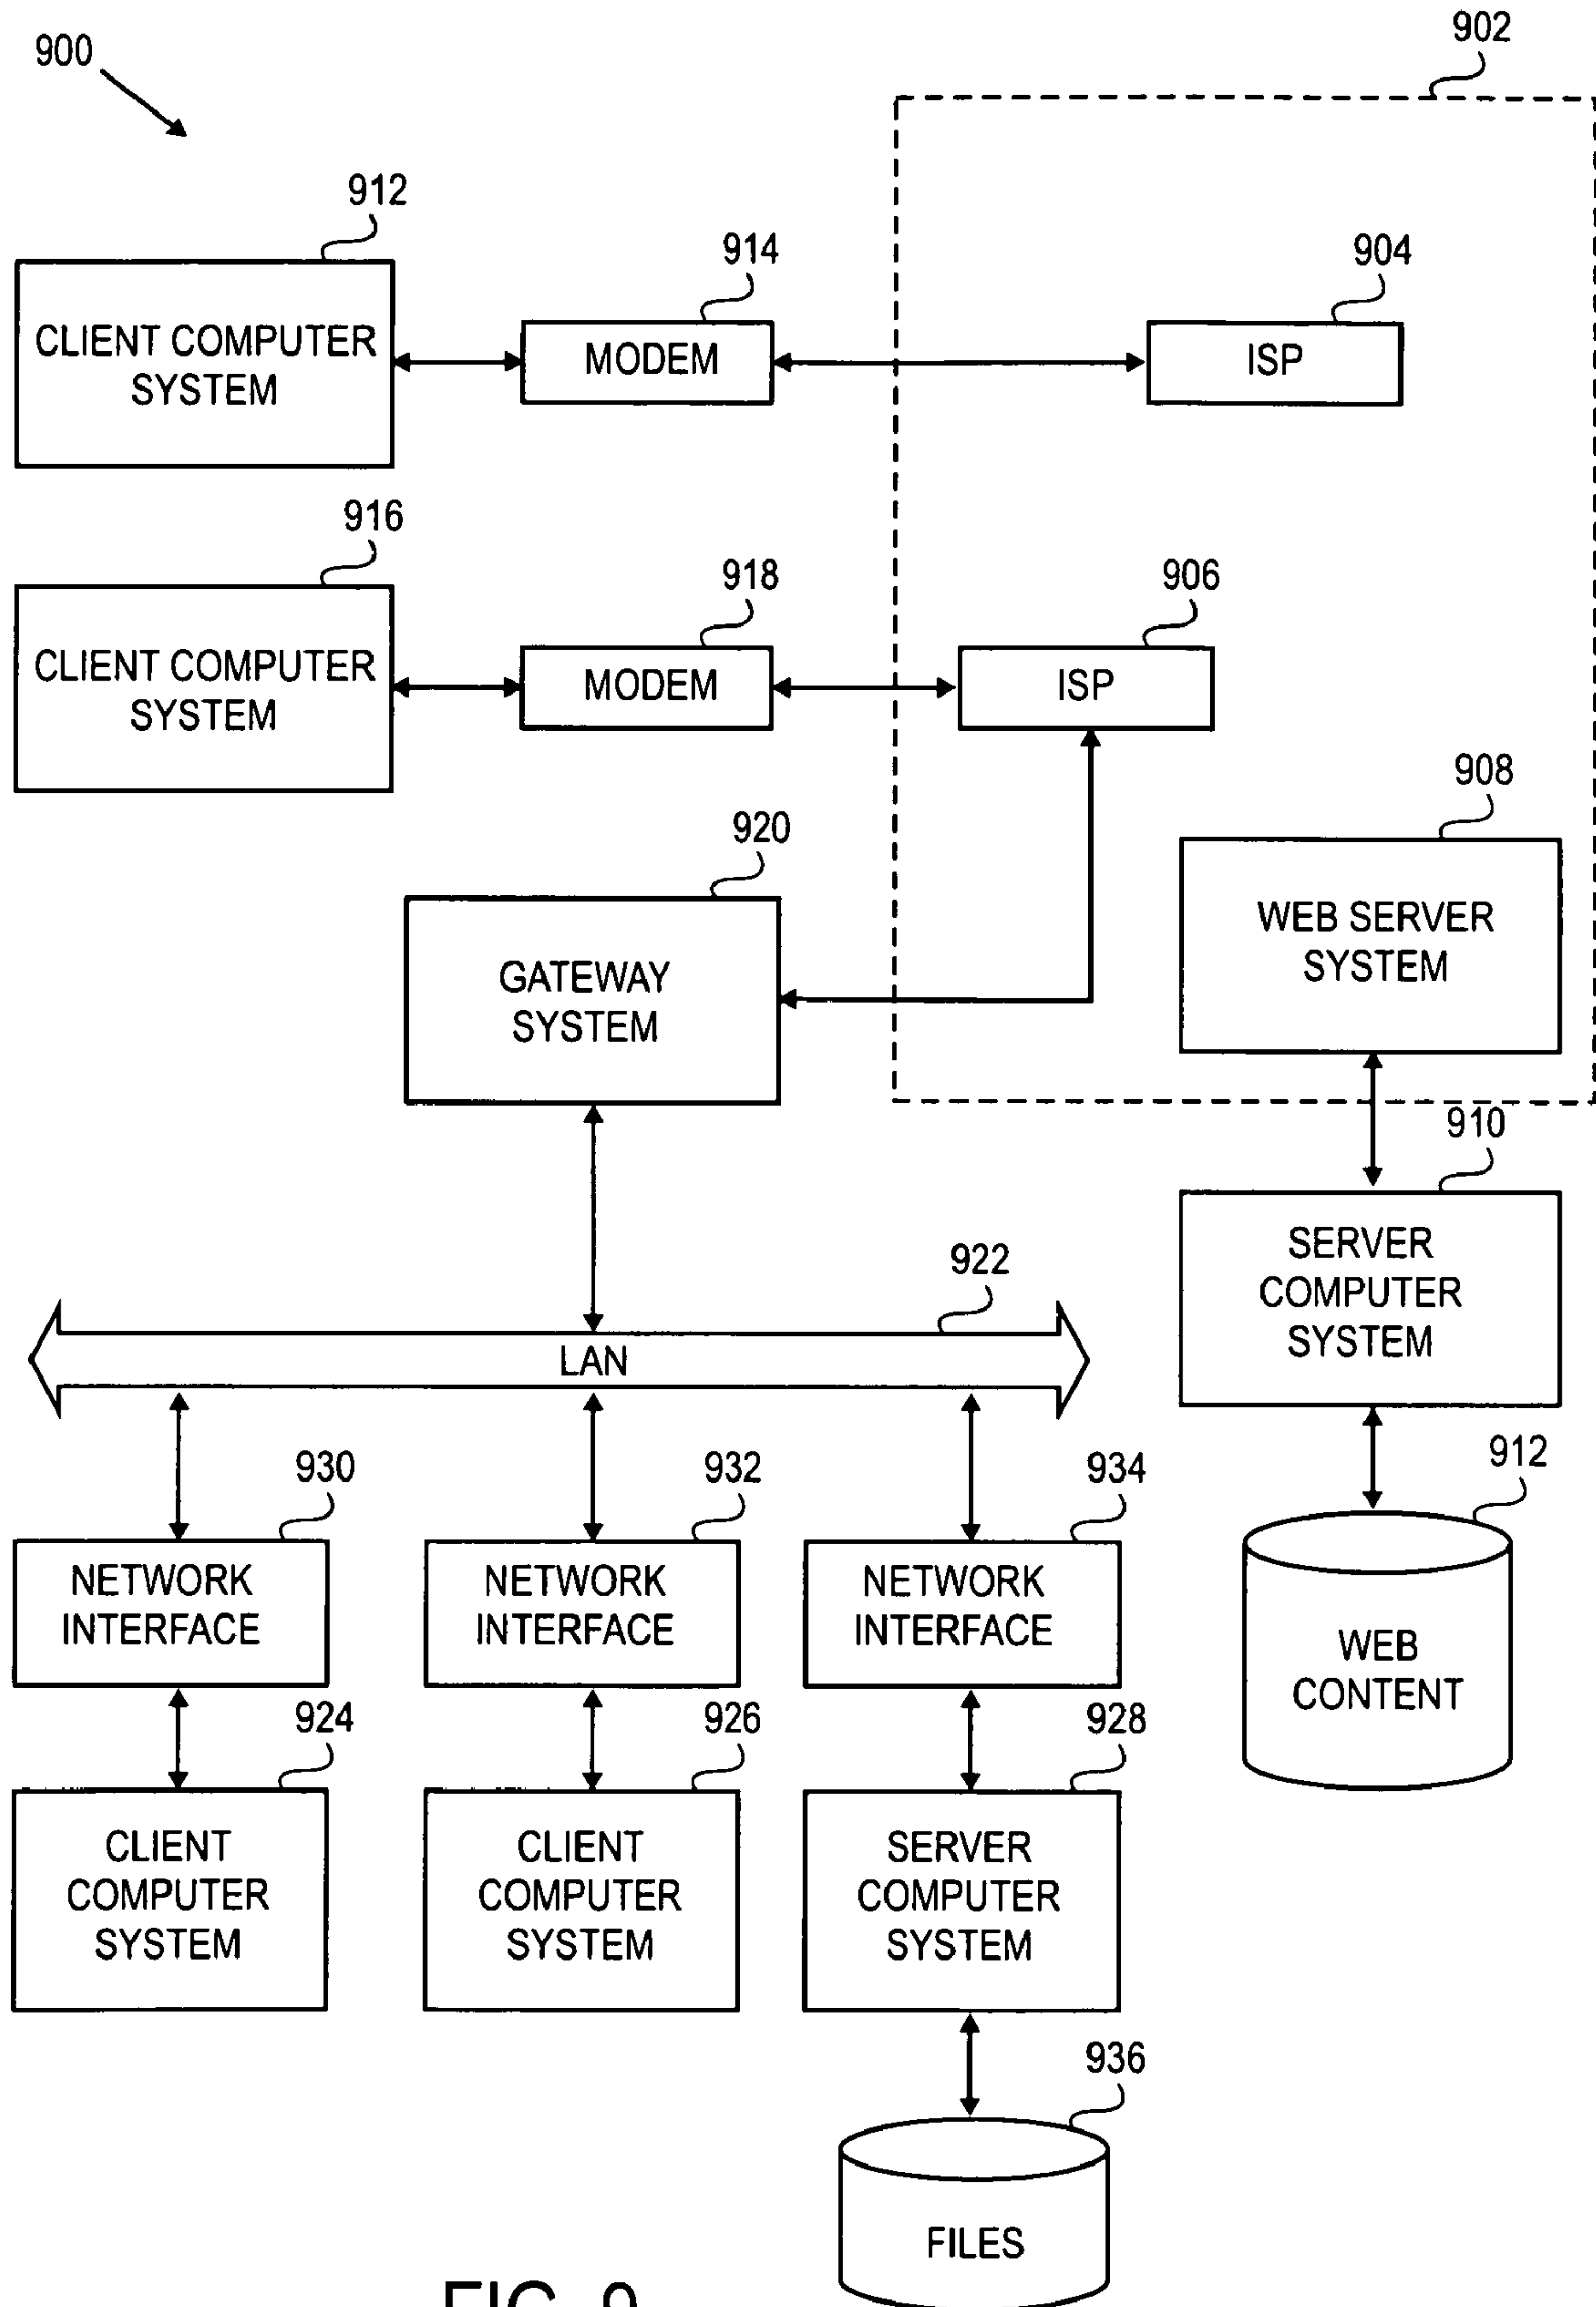 902
900
912
914
904
CLIENT COMPUTER
SYSTEM
MODEM
ISP
916
918
906
CLIENT COMPUTER
SYSTEM
MODEM
ISP
908
920
WEB SERVER
SYSTEM
GATEWAY
SYSTEM
910
SERVER
COMPUTER
SYSTEM
922
LAN
912
WEB
CONTENT
930
932
934
NETWORK
INTERFACE
NETWORK
INTERFACE
NETWORK
INTERFACE
924
926
928
CLIENT
COMPUTER
SYSTEM
CLIENT
COMPUTER
SYSTEM
SERVER
COMPUTER
SYSTEM
936
FILES
FIG. 9